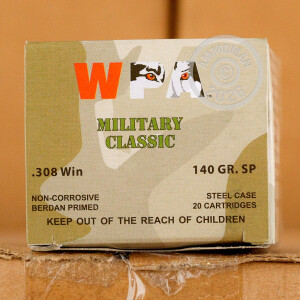 WPA
MILITARY
CLASSIC
.308 Win
140 GR. SP
NON-CORROSIVE
STEEL CASE
BERDAN PRIMED
20 CARTRIDGES
KEEP OUT OF THE REACH OF CHILDREN